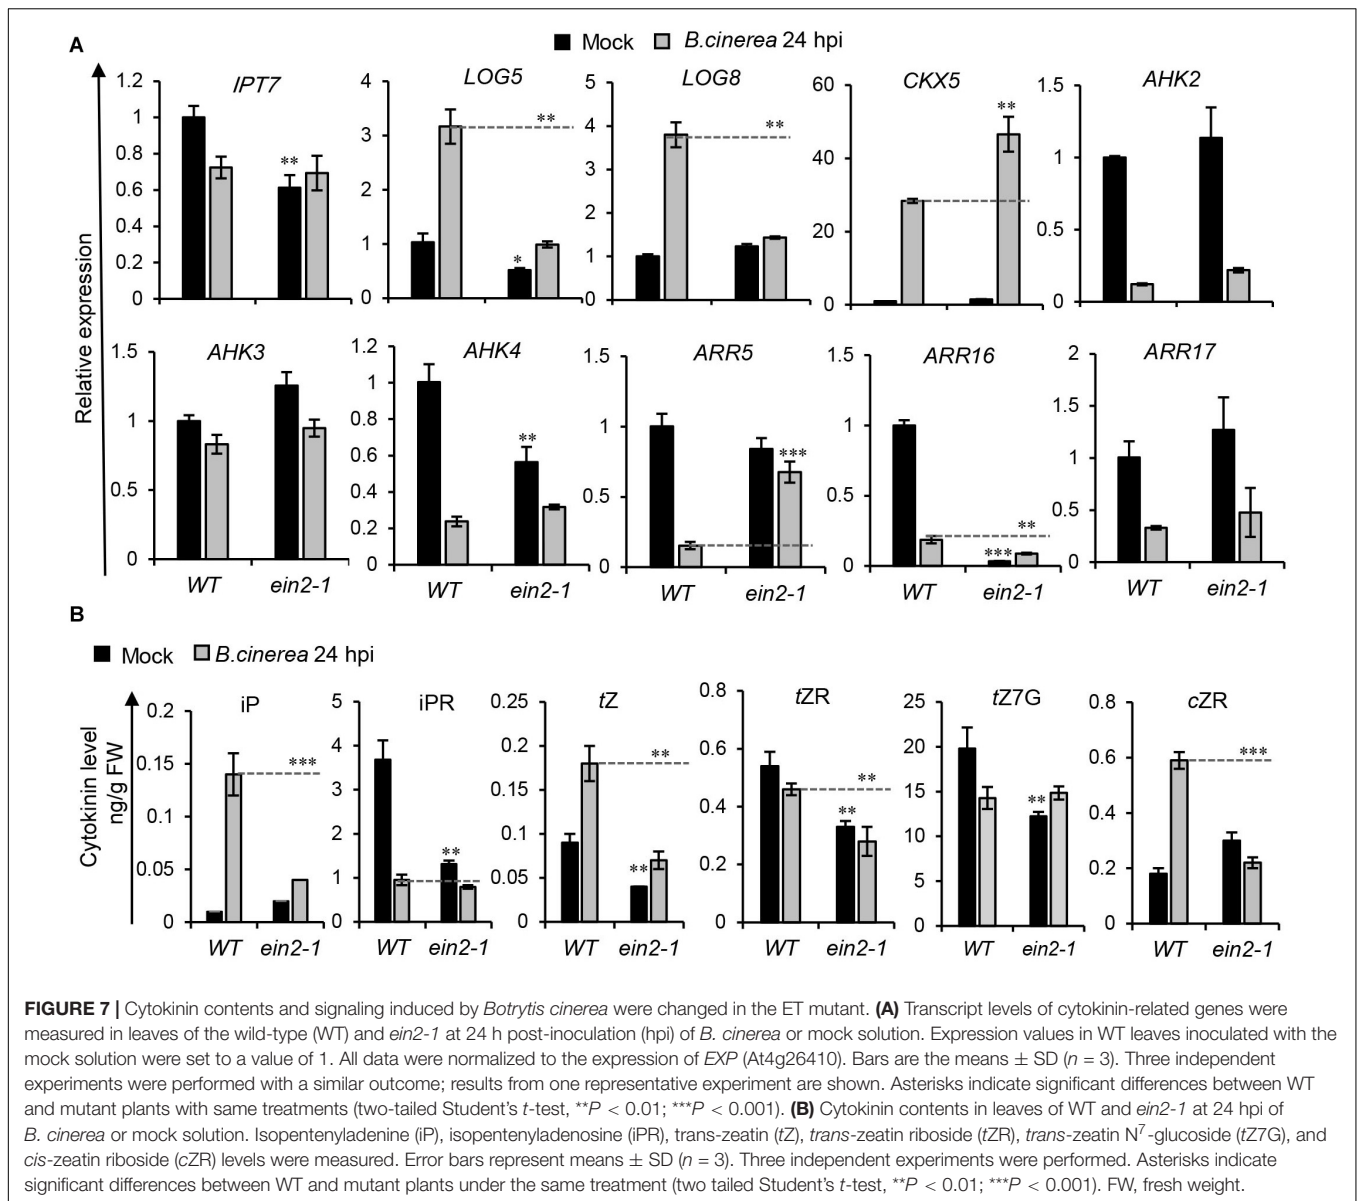 A
Mock B.cinerea 24 hpi
Relative expression
IPT7
1.2
1
0.8
0.6
0.4
0.2
0
**
LOG5
4
3
2
1
0
**
*
LOG8
5
4
3
2
1
0
**
CKX5
60
40
20
0
**
AHK2
1.5
1
0.5
0
AHK3
1.5
1
0.5
0
WT ein2-1
AHK4
1.2
1
0.8
0.6
0.4
0.2
0
**
WT ein2-1
ARR5
1.5
1
0.5
0
***
WT ein2-1
ARR16
1.5
1
0.5
0
**
***
WT ein2-1
ARR17
2
1.5
1
0.5
0
WT ein2-1
B
Mock B.cinerea 24 hpi
Cytokinin level
ng/g FW
iP
0.2
0.15
0.1
0.05
0
***
WT ein2-1
iPR
5
4
3
2
1
0
**
WT ein2-1
tZ
0.25
0.2
0.15
0.1
0.05
0
**
**
WT ein2-1
tZR
0.8
0.6
0.4
0.2
0
**
**
WT ein2-1
tZ7G
25
20
15
10
5
0
**
WT ein2-1
cZR
0.8
0.6
0.4
0.2
0
***
WT ein2-1
FIGURE 7 | Cytokinin contents and signaling induced by Botrytis cinerea were changed in the ET mutant. (A) Transcript levels of cytokinin-related genes were
measured in leaves of the wild-type (WT) and ein2-1 at 24 h post-inoculation (hpi) of B. cinerea or mock solution. Expression values in WT leaves inoculated with the
mock solution were set to a value of 1. All data were normalized to the expression of EXP (At4g26410). Bars are the means ± SD (n = 3). Three independent
experiments were performed with a similar outcome; results from one representative experiment are shown. Asterisks indicate significant differences between WT
and mutant plants with same treatments (two-tailed Student's t-test, **P < 0.01; ***P < 0.001). (B) Cytokinin contents in leaves of WT and ein2-1 at 24 hpi of
B. cinerea or mock solution. Isopentenyladenine (iP), isopentenyladenosine (iPR), trans-zeatin (tZ), trans-zeatin riboside (tZR), trans-zeatin N⁷-glucoside (tZ7G), and
cis-zeatin riboside (cZR) levels were measured. Error bars represent means ± SD (n = 3). Three independent experiments were performed. Asterisks indicate
significant differences between WT and mutant plants under the same treatment (two tailed Student's t-test, **P < 0.01; ***P < 0.001). FW, fresh weight.